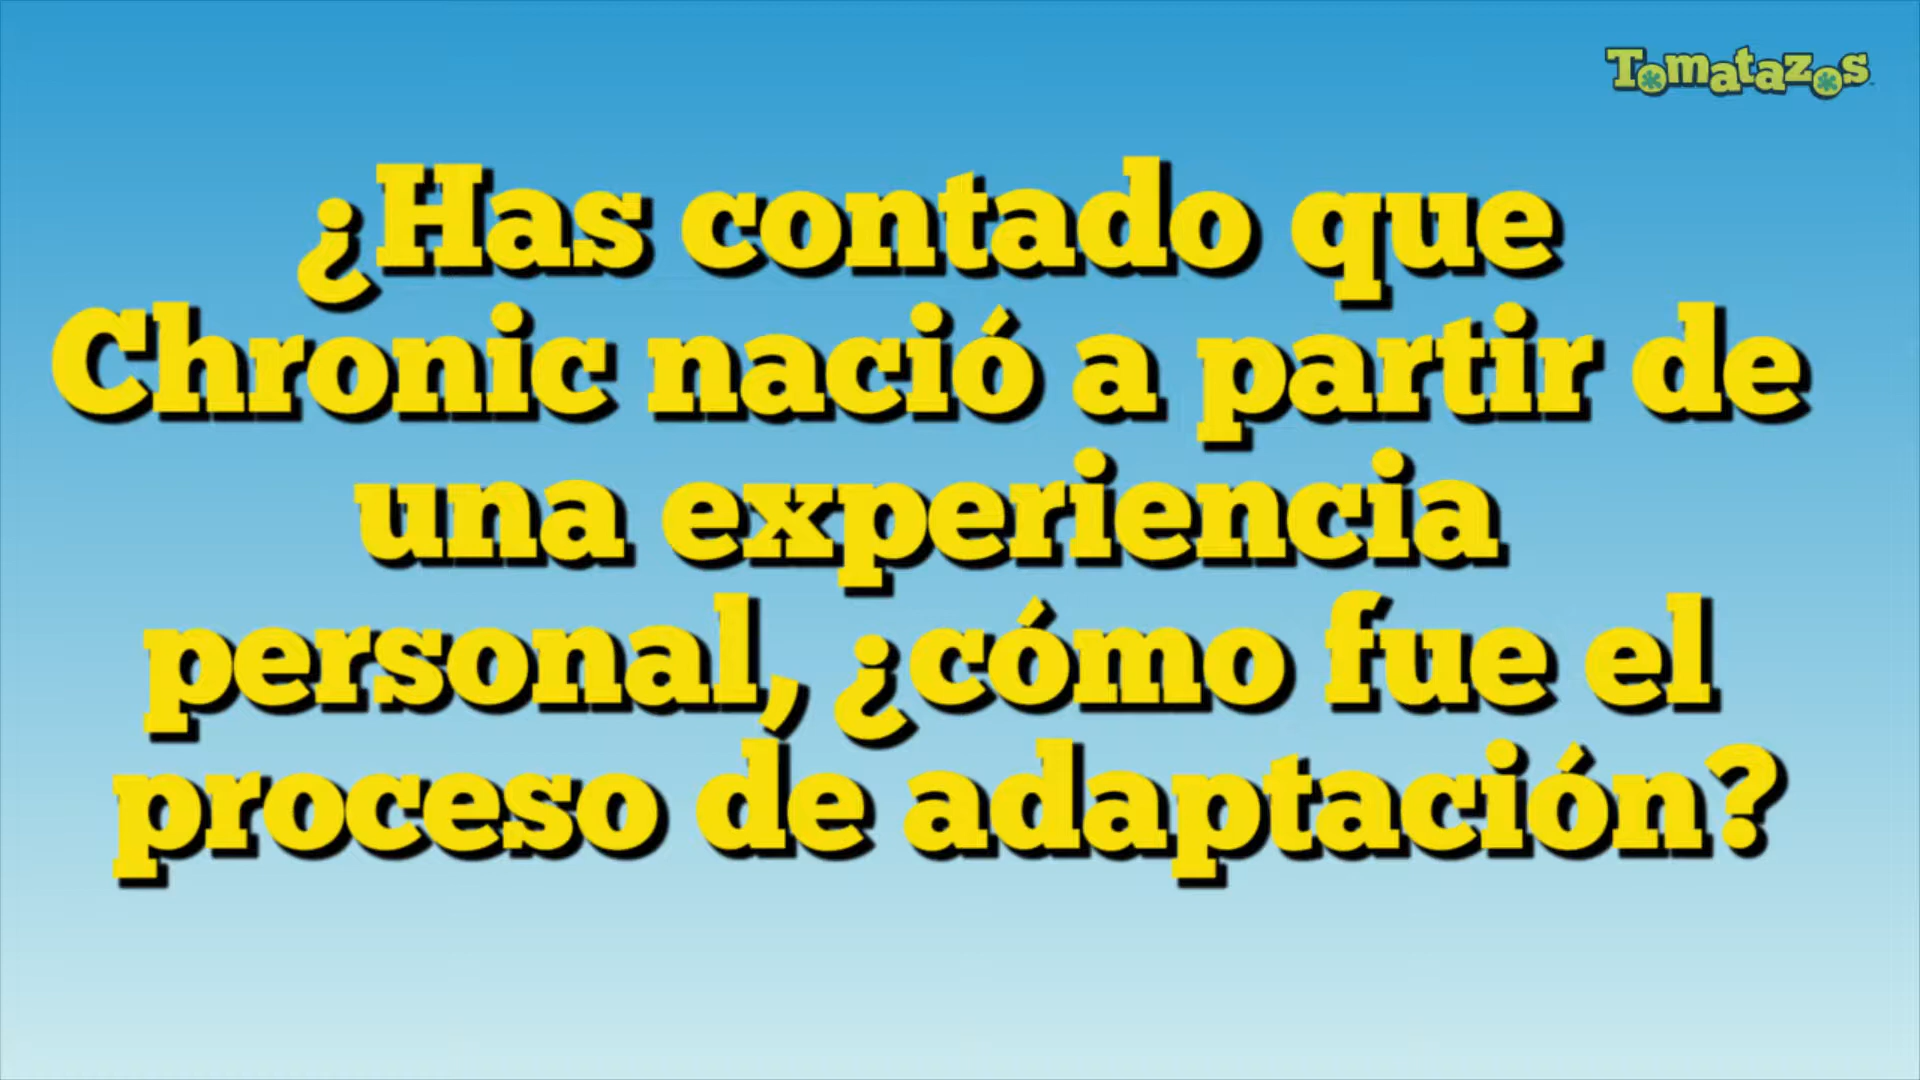 Tomatazos
¿Has contado que
Chronic nació a partir de
una experiencia
personal, ¿cómo fue el
proceso de adaptación?